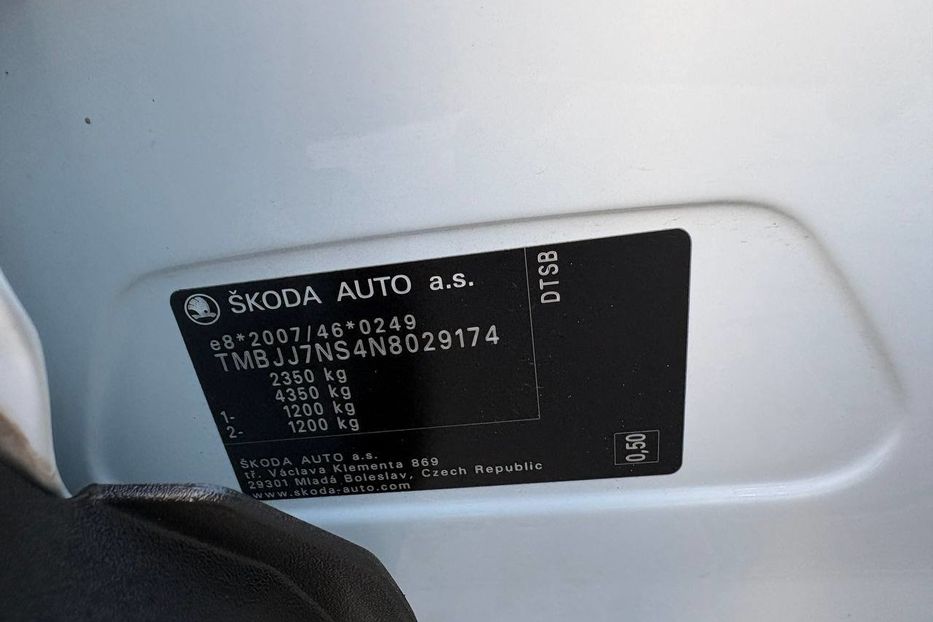 ŠKODA AUTO a.s.
DTSB
e8*2007/46*0249
TMBJJ7NS4N8029174
2350 kg
4350 kg
1- 1200 kg
2- 1200 kg
0,50
ŠKODA AUTO a.s.
tř. Václava Klementa 869
29301 Mladá Boleslav, Czech Republic
www.skoda-auto.com